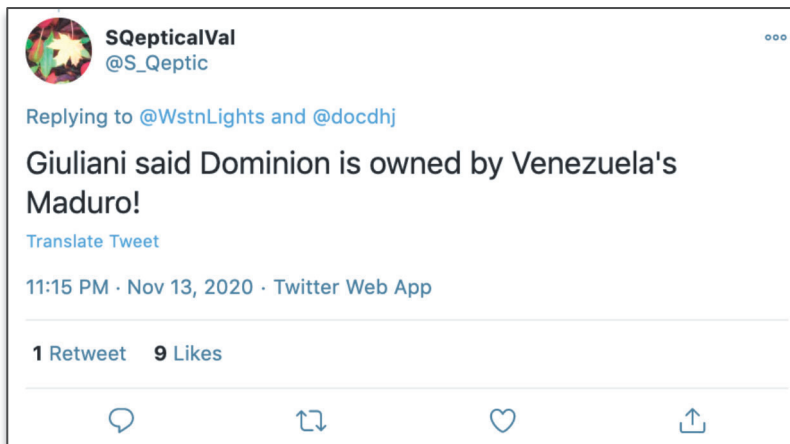 SQepticalVal
@S_Qeptic
Replying to @WstnLights and @docdhj
Giuliani said Dominion is owned by Venezuela's
Maduro!
Translate Tweet
11:15 PM · Nov 13, 2020 · Twitter Web App
1 Retweet 9 Likes